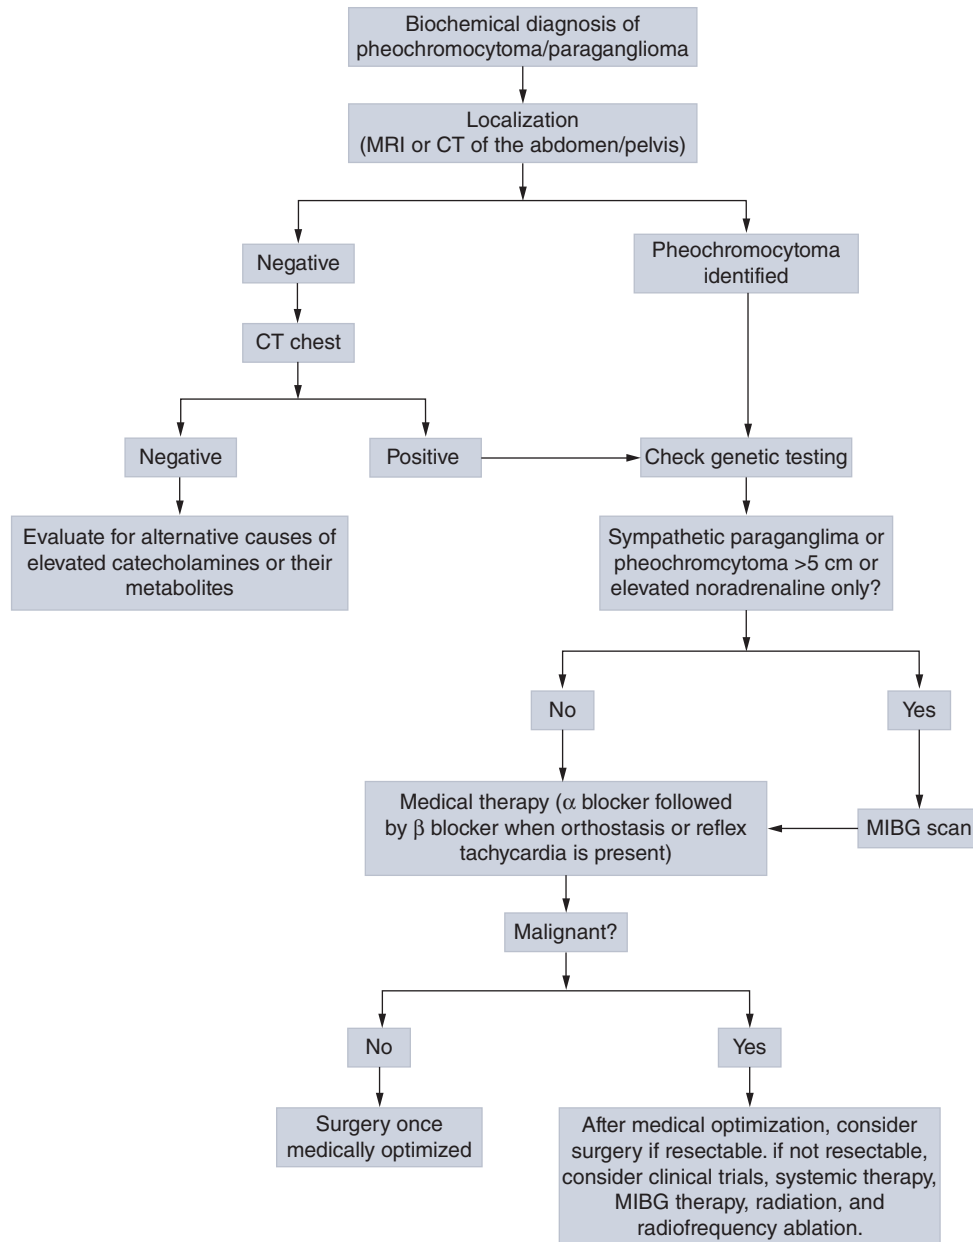 Biochemical diagnosis of
pheochromocytoma/paraganglioma
Localization
(MRI or CT of the abdomen/pelvis)
Negative
Pheochromocytoma
identified
CT chest
Negative
Positive
Check genetic testing
Evaluate for alternative causes of
elevated catecholamines or their
metabolites
Sympathetic paraganglima or
pheochromcytoma >5 cm or
elevated noradrenaline only?
No
Yes
Medical therapy (α blocker followed
by β blocker when orthostasis or reflex
tachycardia is present)
MIBG scan
Malignant?
No
Yes
Surgery once
medically optimized
After medical optimization, consider
surgery if resectable. if not resectable,
consider clinical trials, systemic therapy,
MIBG therapy, radiation, and
radiofrequency ablation.